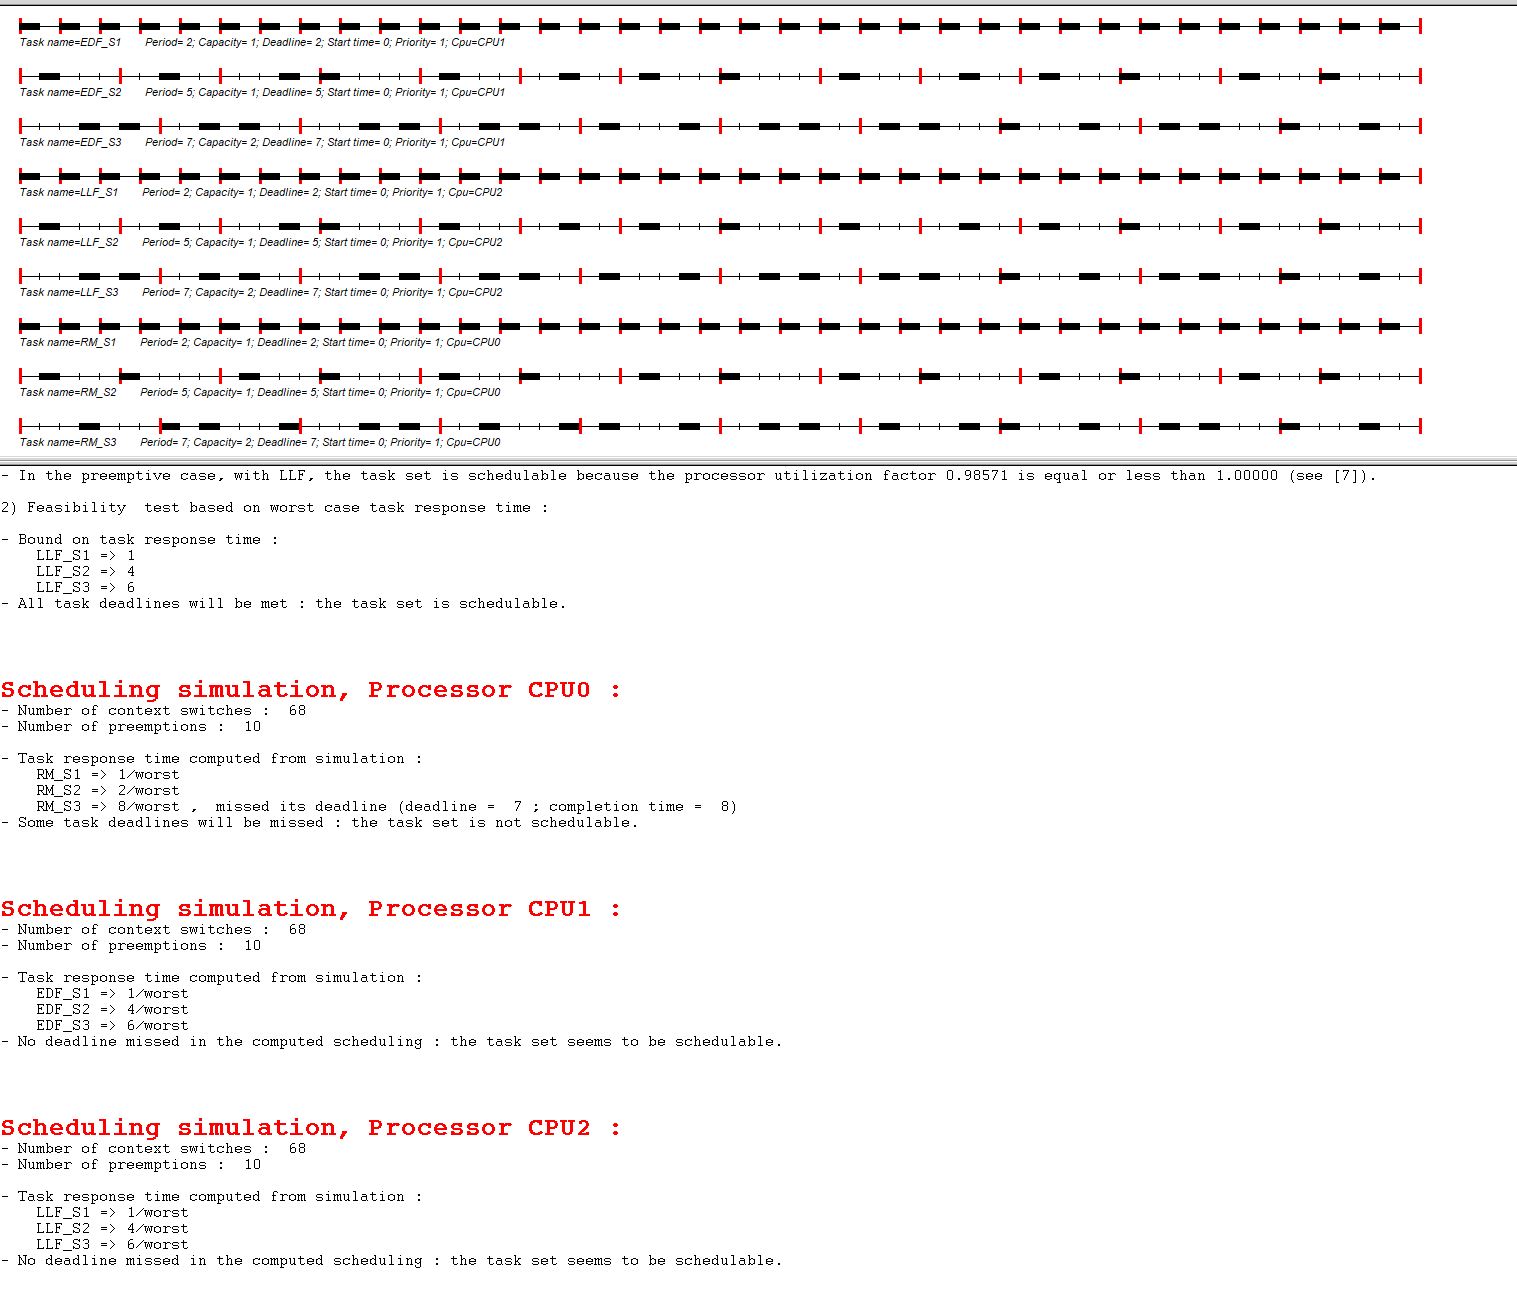 Task name=EDF_S1 Period= 2; Capacity= 1; Deadline= 2; Start time= 0; Priority= 1; Cpu=CPU1
Task name=EDF_S2 Period= 5; Capacity= 1; Deadline= 5; Start time= 0; Priority= 1; Cpu=CPU1
Task name=EDF_S3 Period= 7; Capacity= 2; Deadline= 7; Start time= 0; Priority= 1; Cpu=CPU1
Task name=LLF_S1 Period= 2; Capacity= 1; Deadline= 2; Start time= 0; Priority= 1; Cpu=CPU2
Task name=LLF_S2 Period= 5; Capacity= 1; Deadline= 5; Start time= 0; Priority= 1; Cpu=CPU2
Task name=LLF_S3 Period= 7; Capacity= 2; Deadline= 7; Start time= 0; Priority= 1; Cpu=CPU2
Task name=RM_S1 Period= 2; Capacity= 1; Deadline= 2; Start time= 0; Priority= 1; Cpu=CPU0
Task name=RM_S2 Period= 5; Capacity= 1; Deadline= 5; Start time= 0; Priority= 1; Cpu=CPU0
Task name=RM_S3 Period= 7; Capacity= 2; Deadline= 7; Start time= 0; Priority= 1; Cpu=CPU0
- In the preemptive case, with LLF, the task set is schedulable because the processor utilization factor 0.98571 is equal or less than 1.00000 (see [7]).
2) Feasibility test based on worst case task response time :
- Bound on task response time :
LLF_S1 => 1
LLF_S2 => 4
LLF_S3 => 6
- All task deadlines will be met : the task set is schedulable.
Scheduling simulation, Processor CPU0 :
- Number of context switches : 68
- Number of preemptions : 10
- Task response time computed from simulation :
RM_S1 => 1/worst
RM_S2 => 2/worst
RM_S3 => 8/worst , missed its deadline (deadline = 7 ; completion time = 8)
- Some task deadlines will be missed : the task set is not schedulable.
Scheduling simulation, Processor CPU1 :
- Number of context switches : 68
- Number of preemptions : 10
- Task response time computed from simulation :
EDF_S1 => 1/worst
EDF_S2 => 4/worst
EDF_S3 => 6/worst
- No deadline missed in the computed scheduling : the task set seems to be schedulable.
Scheduling simulation, Processor CPU2 :
- Number of context switches : 68
- Number of preemptions : 10
- Task response time computed from simulation :
LLF_S1 => 1/worst
LLF_S2 => 4/worst
LLF_S3 => 6/worst
- No deadline missed in the computed scheduling : the task set seems to be schedulable.